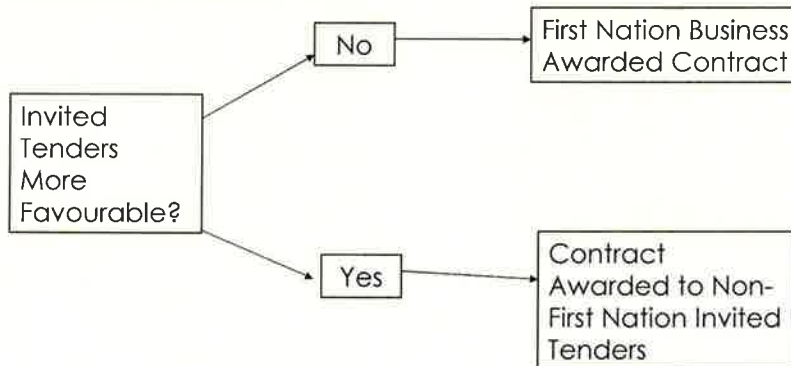 Invited
Tenders
More
Favourable?
No
First Nation Business
Awarded Contract
Yes
Contract
Awarded to Non-
First Nation Invited
Tenders